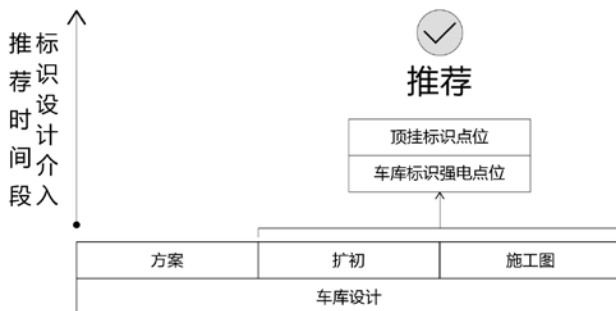 标识设计介入
推荐时间段
推荐
顶挂标识点位
车库标识强电点位
方案
扩初
施工图
车库设计